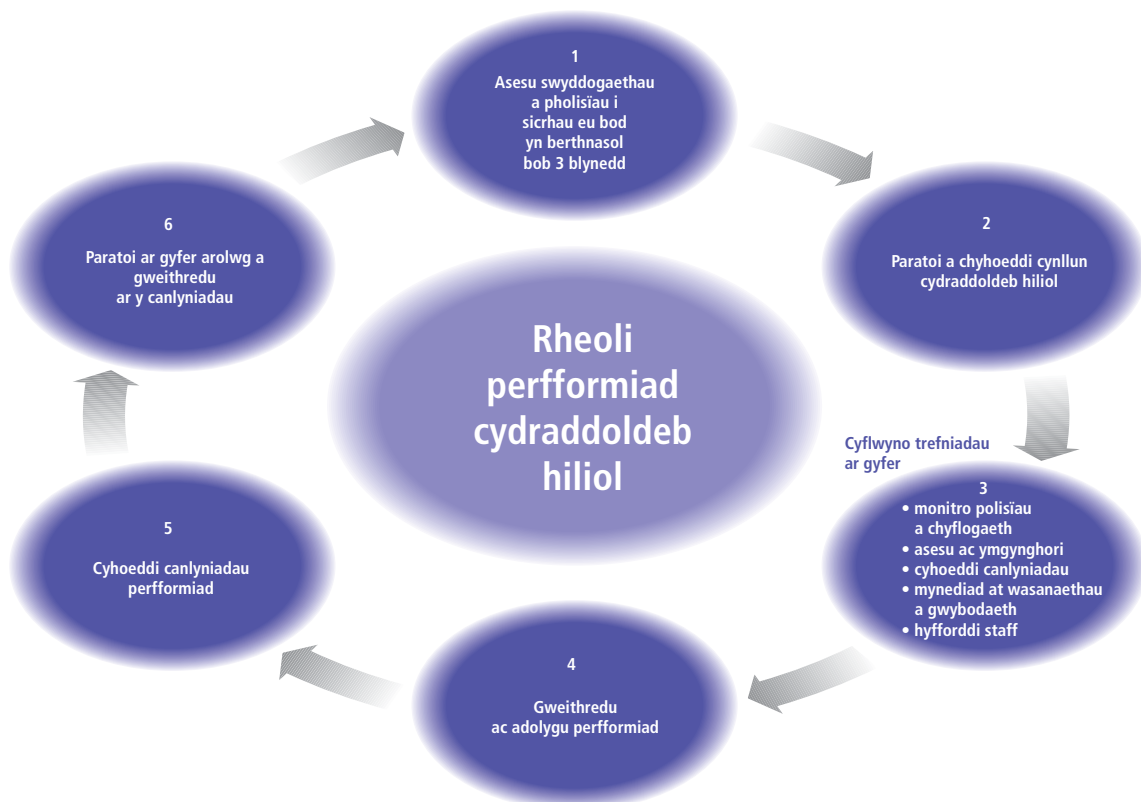 1
Asesu swyddogaethau
a pholisïau i
sicrhau eu bod
yn berthnasol
bob 3 blynedd
2
Paratoi a chyhoeddi cynllun
cydraddoldeb hiliol
Cyflwyno trefniadau
ar gyfer
3
• monitro polisïau
a chyflogaeth
• asesu ac ymgynghori
• cyhoeddi canlyniadau
• mynediad at wasanaethau
a gwybodaeth
• hyfforddi staff
4
Gweithredu
ac adolygu perfformiad
5
Cyhoeddi canlyniadau
perfformiad
6
Paratoi ar gyfer arolwg a
gweithredu
ar y canlyniadau
Rheoli
perfformiad
cydraddoldeb
hiliol